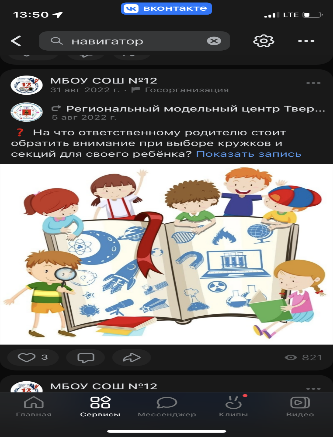 13:50
вконтакте
LTE
навигатор
МБОУ СОШ №12
31 авг 2022 г. · Госорганизация
Региональный модельный центр Твер...
5 авг 2022 г.
❓ На что ответственному родителю стоит
обратить внимание при выборе кружков и
секций для своего ребёнка? Показать запись
3
821
МБОУ СОШ №12
Главная Сервисы Мессенджер Клипы Видео